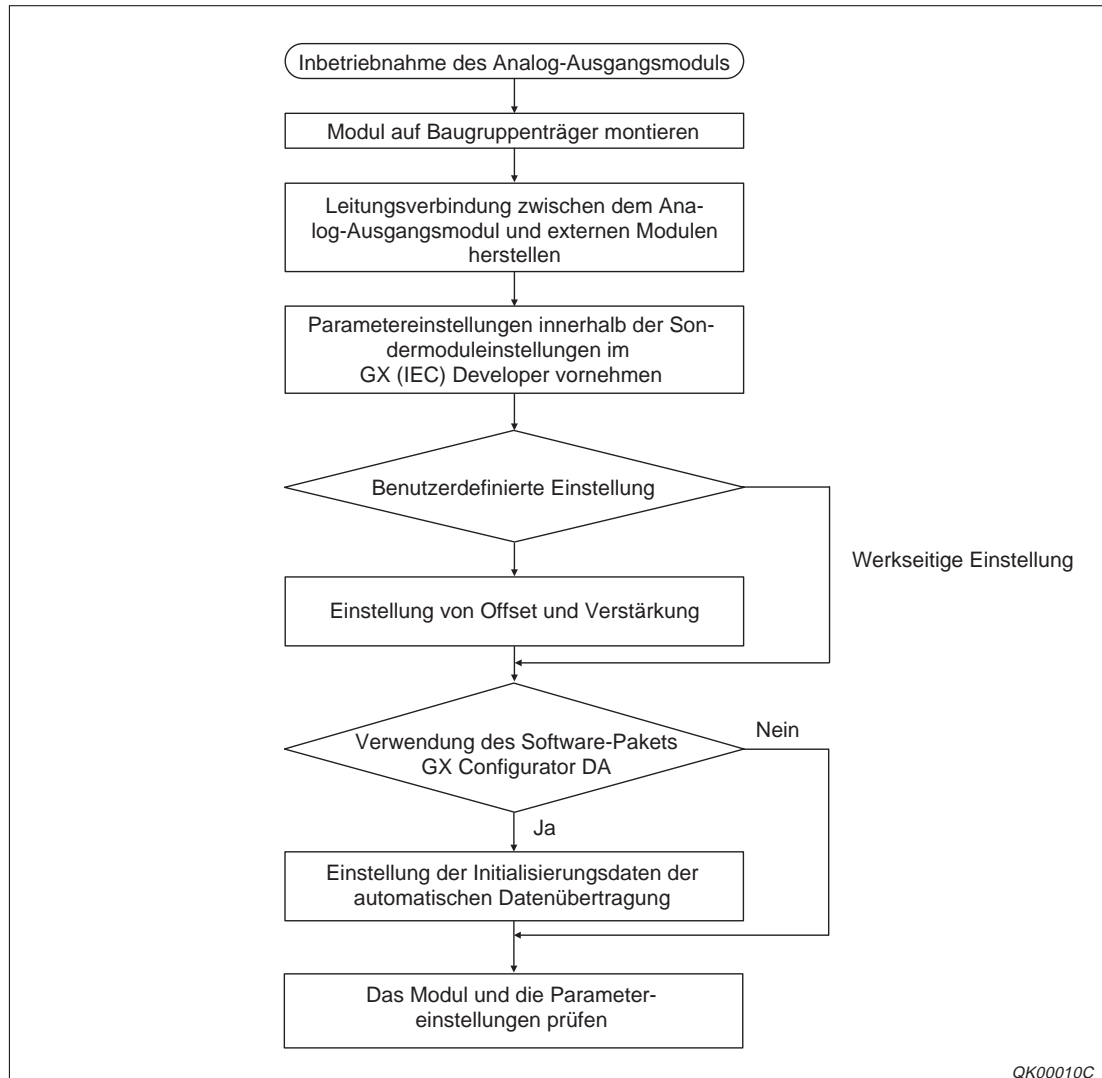 Inbetriebnahme des Analog-Ausgangsmoduls
Modul auf Baugruppenträger montieren
Leitungsverbindung zwischen dem Ana-
log-Ausgangsmodul und externen Modulen
herstellen
Parametereinstellungen innerhalb der Son-
dermoduleinstellungen im
GX (IEC) Developer vornehmen
Benutzerdefinierte Einstellung
Werkseitige Einstellung
Einstellung von Offset und Verstärkung
Verwendung des Software-Pakets
GX Configurator DA
Nein
Ja
Einstellung der Initialisierungsdaten der
automatischen Datenübertragung
Das Modul und die Parameter-
einstellungen prüfen
QK00010C